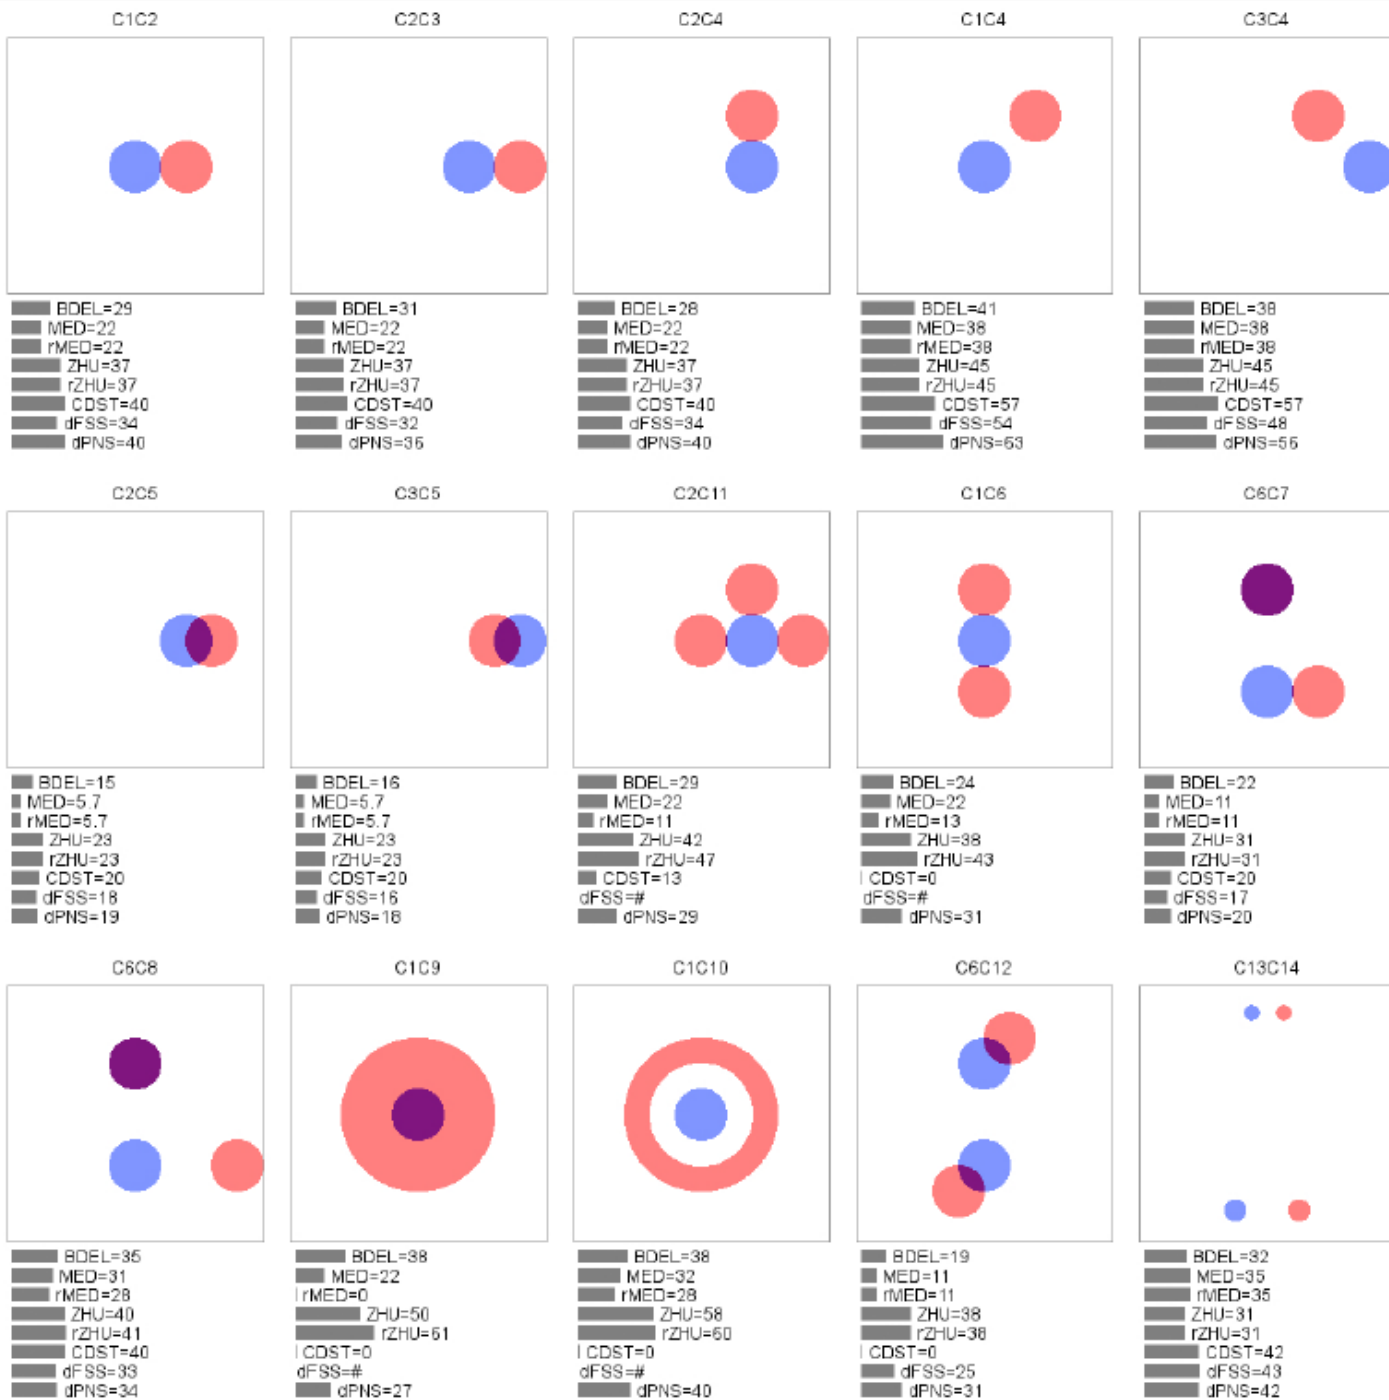 C1C2
BDEL=29
MED=22
rMED=22
ZHU=37
rZHU=37
CDST=40
dFSS=34
dPNS=40
C2C3
BDEL=31
MED=22
rMED=22
ZHU=37
rZHU=37
CDST=40
dFSS=32
dPNS=36
C2C4
BDEL=28
MED=22
rMED=22
ZHU=37
rZHU=37
CDST=40
dFSS=34
dPNS=40
C1C4
BDEL=41
MED=38
rMED=38
ZHU=45
rZHU=45
CDST=57
dFSS=54
dPNS=63
C3C4
BDEL=38
MED=38
rMED=38
ZHU=45
rZHU=45
CDST=57
dFSS=48
dPNS=56
C2C5
BDEL=15
MED=5.7
rMED=5.7
ZHU=23
rZHU=23
CDST=20
dFSS=18
dPNS=19
C3C5
BDEL=16
MED=5.7
rMED=5.7
ZHU=23
rZHU=23
CDST=20
dFSS=16
dPNS=18
C2C11
BDEL=29
MED=22
rMED=11
ZHU=42
rZHU=47
CDST=13
dFSS=#
dPNS=29
C1C6
BDEL=24
MED=22
rMED=13
ZHU=38
rZHU=43
CDST=0
dFSS=#
dPNS=31
C6C7
BDEL=22
MED=11
rMED=11
ZHU=31
rZHU=31
CDST=20
dFSS=17
dPNS=20
C6C8
BDEL=35
MED=31
rMED=28
ZHU=40
rZHU=41
CDST=40
dFSS=33
dPNS=34
C1C9
BDEL=38
MED=22
rMED=0
ZHU=50
rZHU=61
CDST=0
dFSS=#
dPNS=27
C1C10
BDEL=38
MED=32
rMED=28
ZHU=58
rZHU=60
CDST=0
dFSS=#
dPNS=40
C6C12
BDEL=19
MED=11
rMED=11
ZHU=38
rZHU=38
CDST=0
dFSS=25
dPNS=31
C13C14
BDEL=32
MED=35
rMED=35
ZHU=31
rZHU=31
CDST=42
dFSS=43
dPNS=42